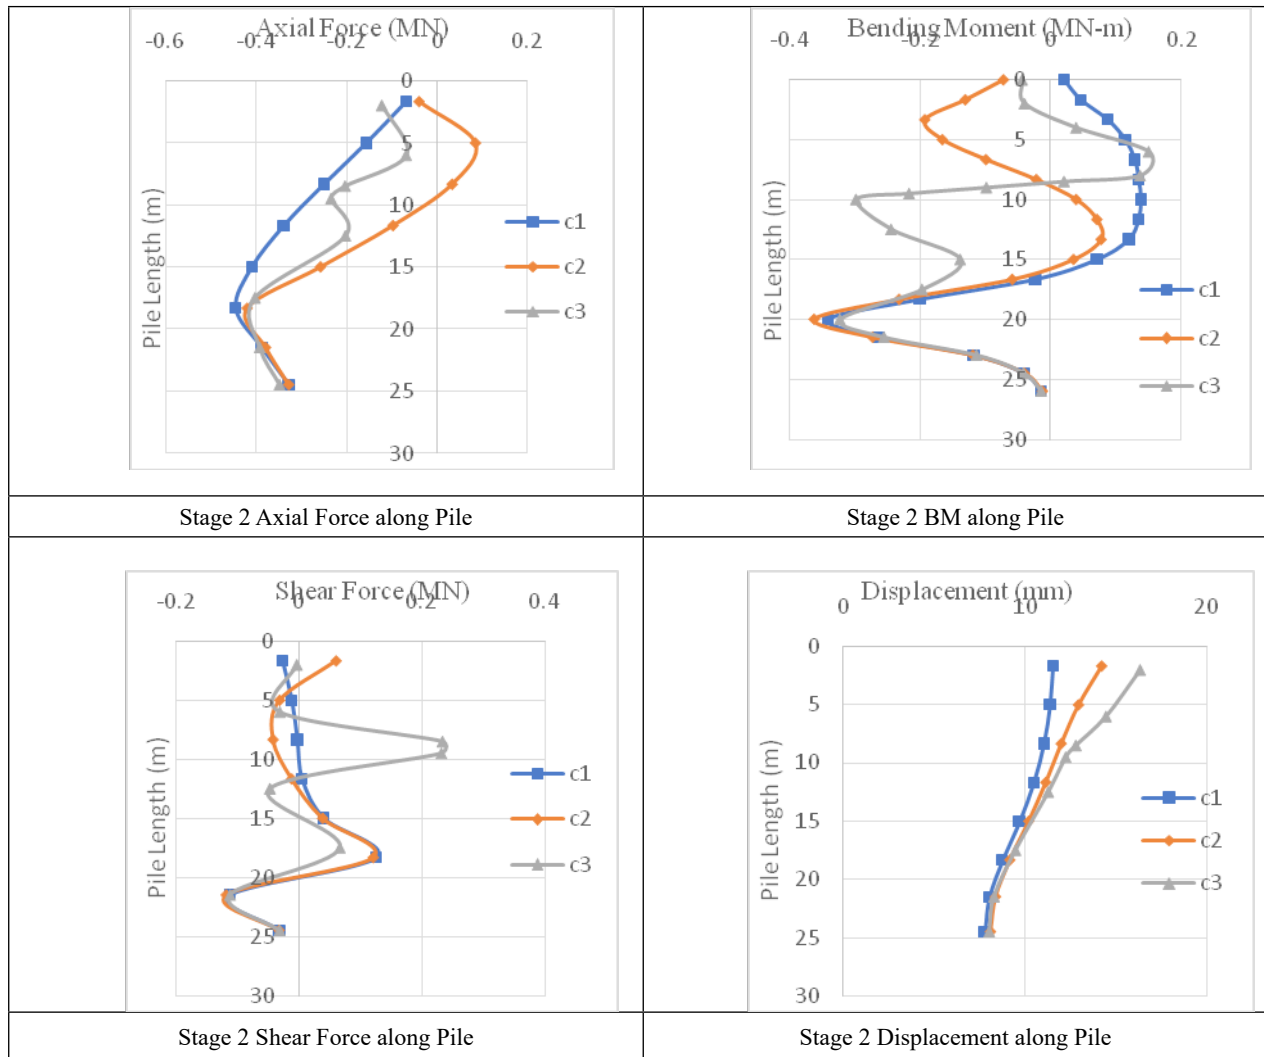 Axial Force (MN)
-0.6 -0.4 -0.2 0 0.2
0
5
10
15
20
25
30
Pile Length (m)
c1
c2
c3
Stage 2 Axial Force along Pile
Bending Moment (MN-m)
-0.4 -0.2 0 0.2
0
5
10
15
20
25
30
Pile Length (m)
c1
c2
c3
Stage 2 BM along Pile
Shear Force (MN)
-0.2 0 0.2 0.4
0
5
10
15
20
25
30
Pile Length (m)
c1
c2
c3
Stage 2 Shear Force along Pile
Displacement (mm)
0 10 20
0
5
10
15
20
25
30
Pile Length (m)
c1
c2
c3
Stage 2 Displacement along Pile